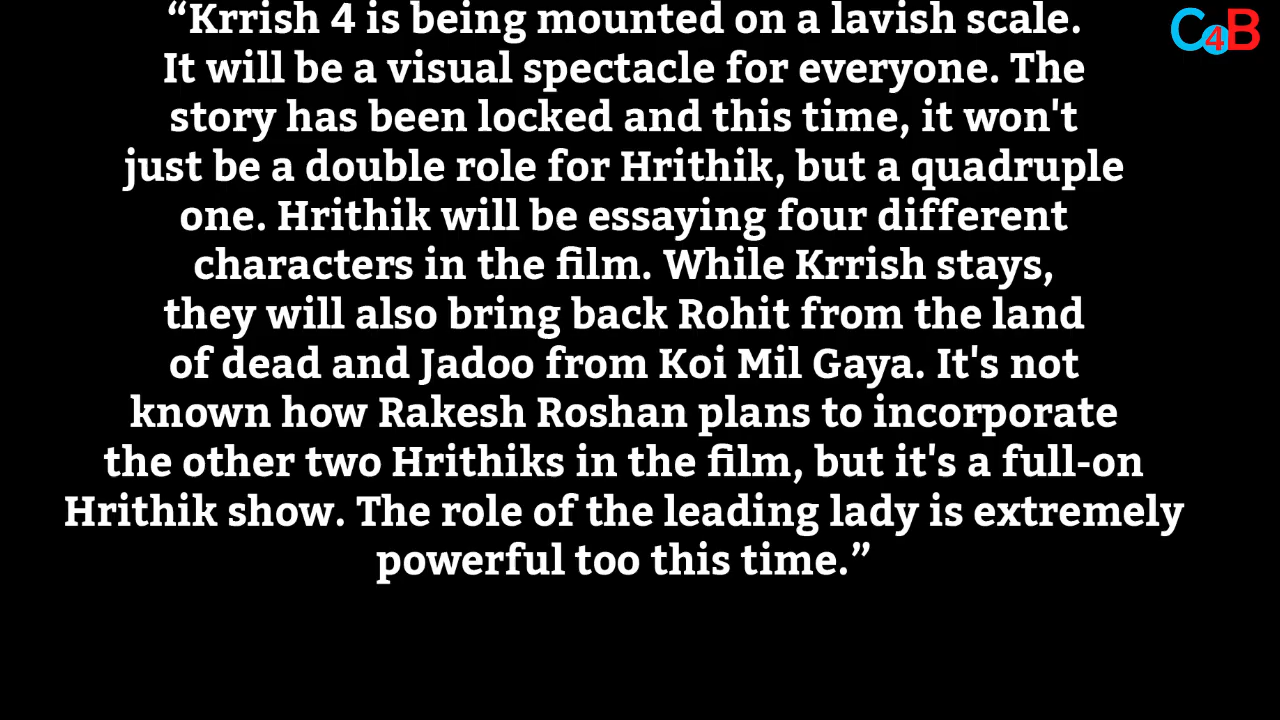 “Krrish 4 is being mounted on a lavish scale.
It will be a visual spectacle for everyone. The
story has been locked and this time, it won't
just be a double role for Hrithik, but a quadruple
one. Hrithik will be essaying four different
characters in the film. While Krrish stays,
they will also bring back Rohit from the land
of dead and Jadoo from Koi Mil Gaya. It's not
known how Rakesh Roshan plans to incorporate
the other two Hrithiks in the film, but it's a full-on
Hrithik show. The role of the leading lady is extremely
powerful too this time.”
C4B